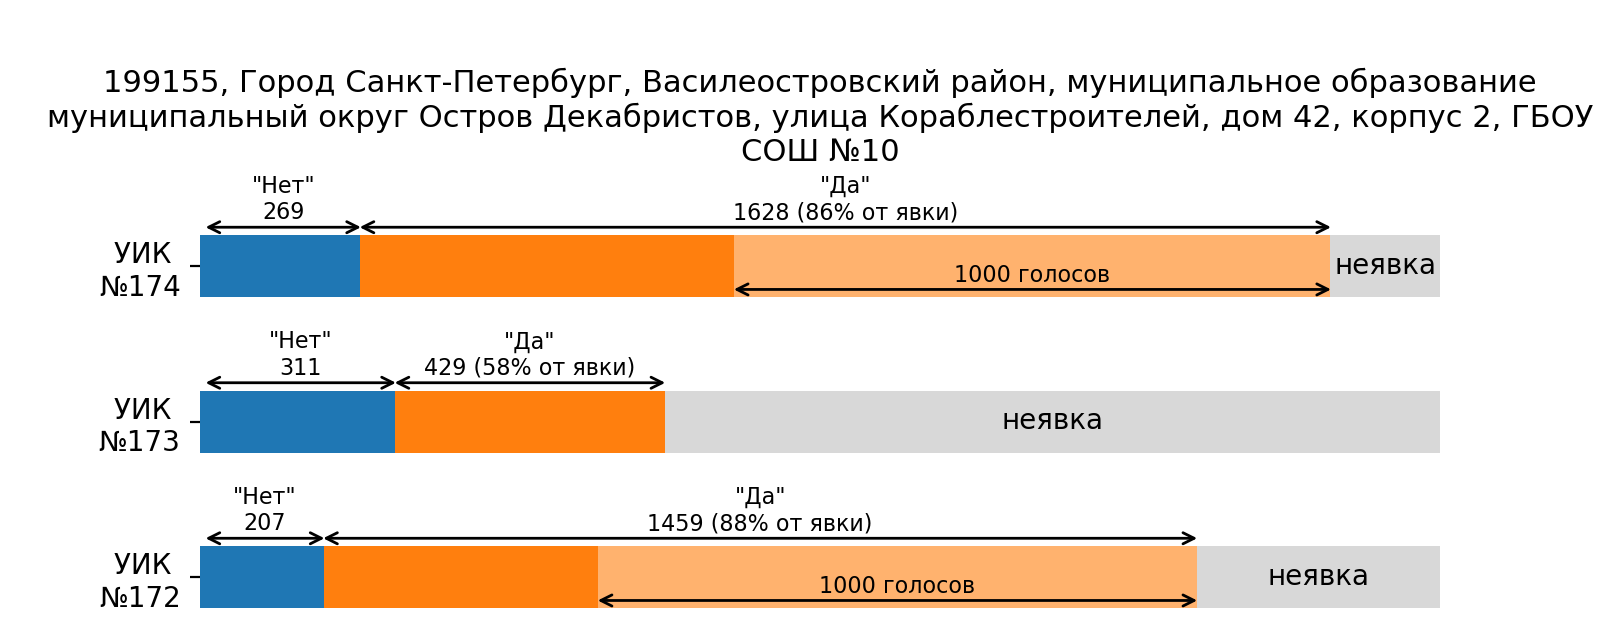 199155, Город Санкт-Петербург, Василеостровский район, муниципальное образование
муниципальный округ Остров Декабристов, улица Кораблестроителей, дом 42, корпус 2, ГБОУ
СОШ №10
"Нет"
269
"Да"
1628 (86% от явки)
УИК
№174
1000 голосов
неявка
"Нет"
311
"Да"
429 (58% от явки)
УИК
№173
неявка
"Нет"
207
"Да"
1459 (88% от явки)
УИК
№172
1000 голосов
неявка